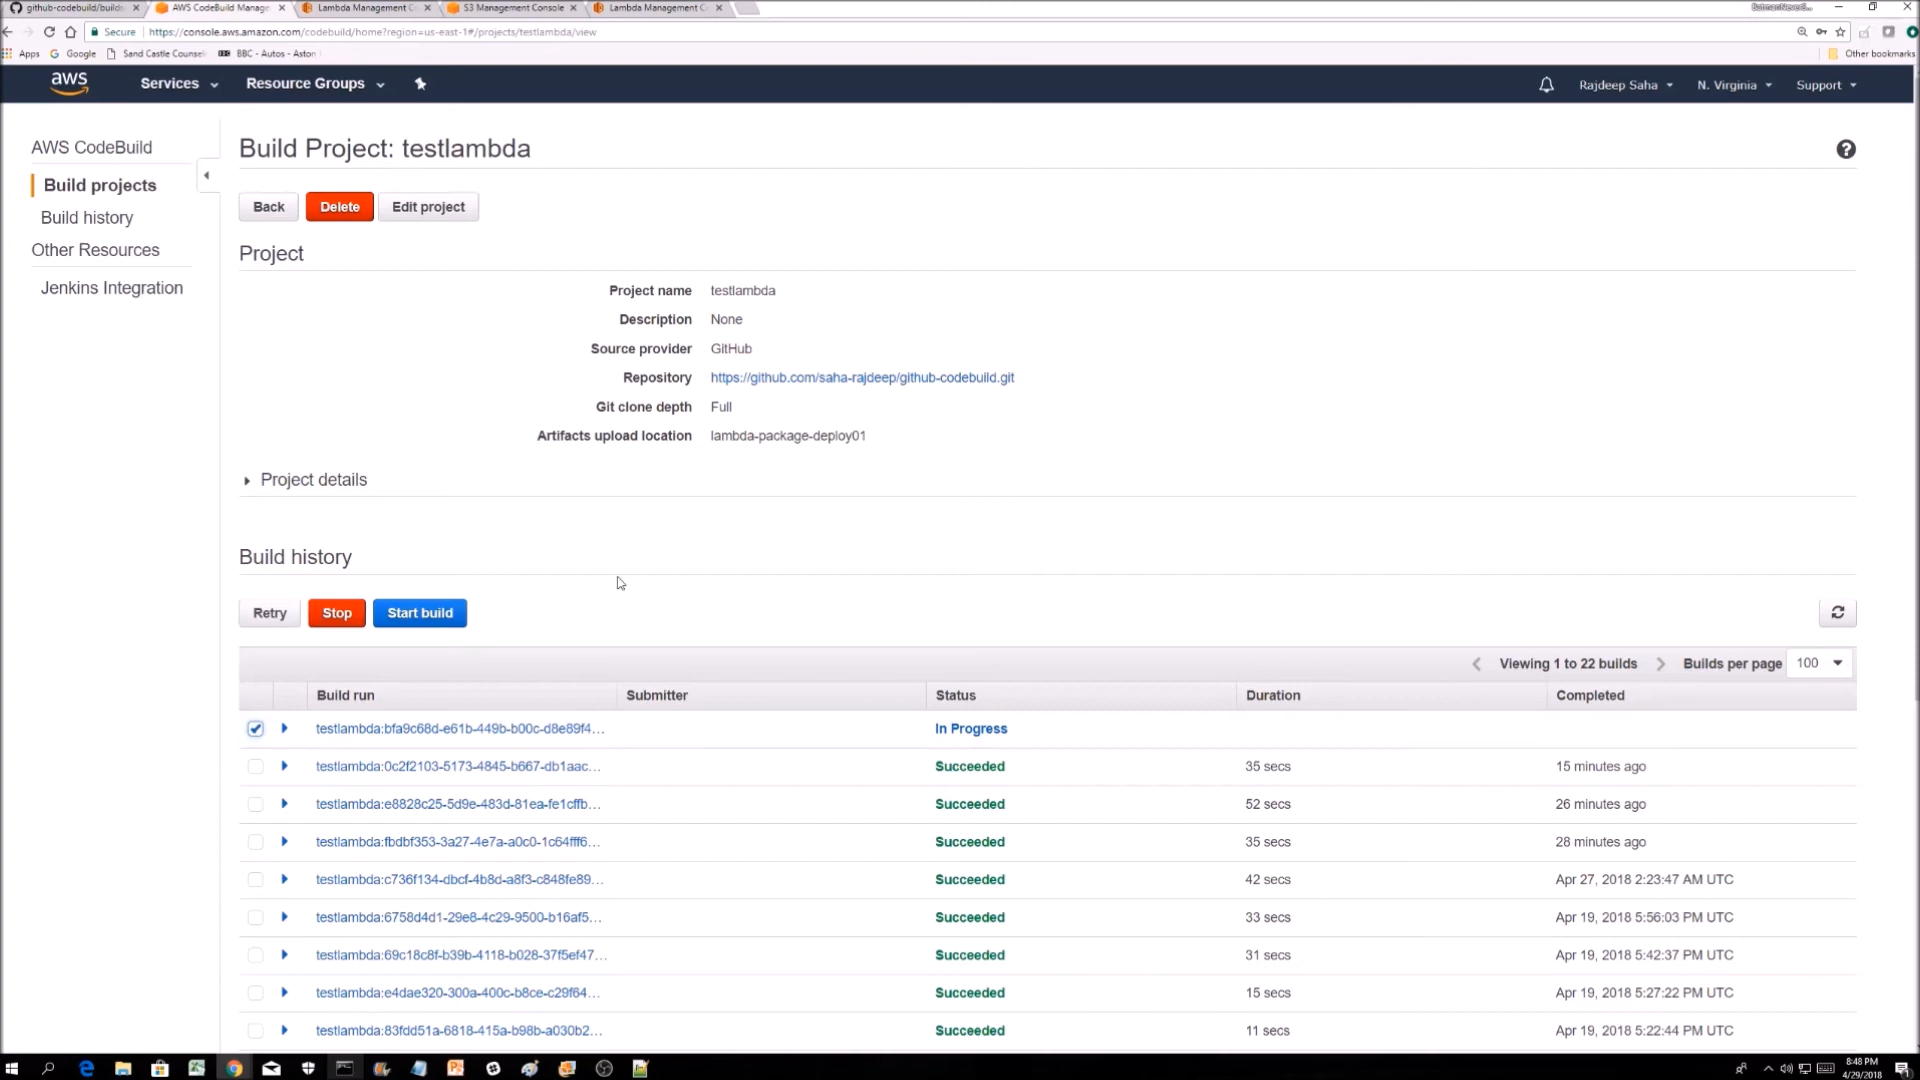 github-codebuild/builds
AWS CodeBuild Manage
Lambda Management C
S3 Management Console
Lambda Management C
Secure
https://console.aws.amazon.com/codebuild/home?region=us-east-1#/projects/testlambda/view
Apps
Google
Sand Castle Counsel
BBC - Autos - Aston
Other bookmarks
aws
Services
Resource Groups
Rajdeep Saha
N. Virginia
Support
AWS CodeBuild
Build projects
Build history
Other Resources
Jenkins Integration
Build Project: testlambda
Back
Delete
Edit project
Project
Project name testlambda
Description None
Source provider GitHub
Repository https://github.com/saha-rajdeep/github-codebuild.git
Git clone depth Full
Artifacts upload location lambda-package-deploy01
Project details
Build history
Retry
Stop
Start build
Viewing 1 to 22 builds
Builds per page 100
Build run Submitter Status Duration Completed
testlambda:bfa9c68d-e61b-449b-b00c-d8e89f4... In Progress
testlambda:0c2f2103-5173-4845-b667-db1aac... Succeeded 35 secs 15 minutes ago
testlambda:e8828c25-5d9e-483d-81ea-fe1cffb... Succeeded 52 secs 26 minutes ago
testlambda:fbdbf353-3a27-4e7a-a0c0-1c64fff6... Succeeded 35 secs 28 minutes ago
testlambda:c736f134-dbcf-4b8d-a8f3-c848fe89... Succeeded 42 secs Apr 27, 2018 2:23:47 AM UTC
testlambda:6758d4d1-29e8-4c29-9500-b16af5... Succeeded 33 secs Apr 19, 2018 5:56:03 PM UTC
testlambda:69c18c8f-b39b-4118-b028-37f5ef47... Succeeded 31 secs Apr 19, 2018 5:42:37 PM UTC
testlambda:e4dae320-300a-400c-b8ce-c29f64... Succeeded 15 secs Apr 19, 2018 5:27:22 PM UTC
testlambda:83fdd51a-6818-415a-b98b-a030b2... Succeeded 11 secs Apr 19, 2018 5:22:44 PM UTC
8:48 PM
4/29/2018